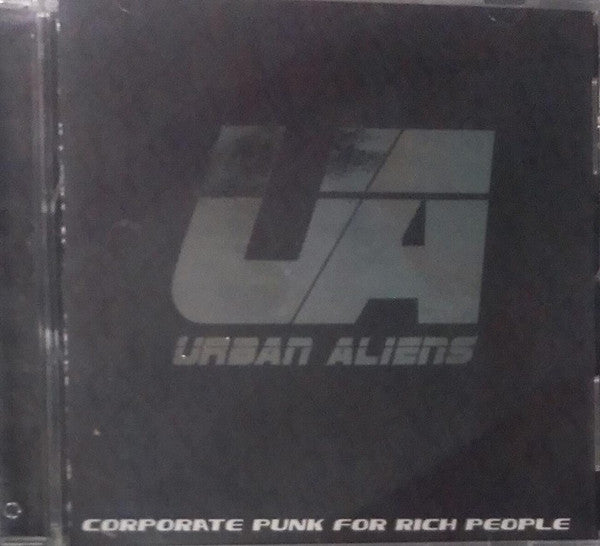 UA
URBAN ALIENS
CORPORATE PUNK FOR RICH PEOPLE